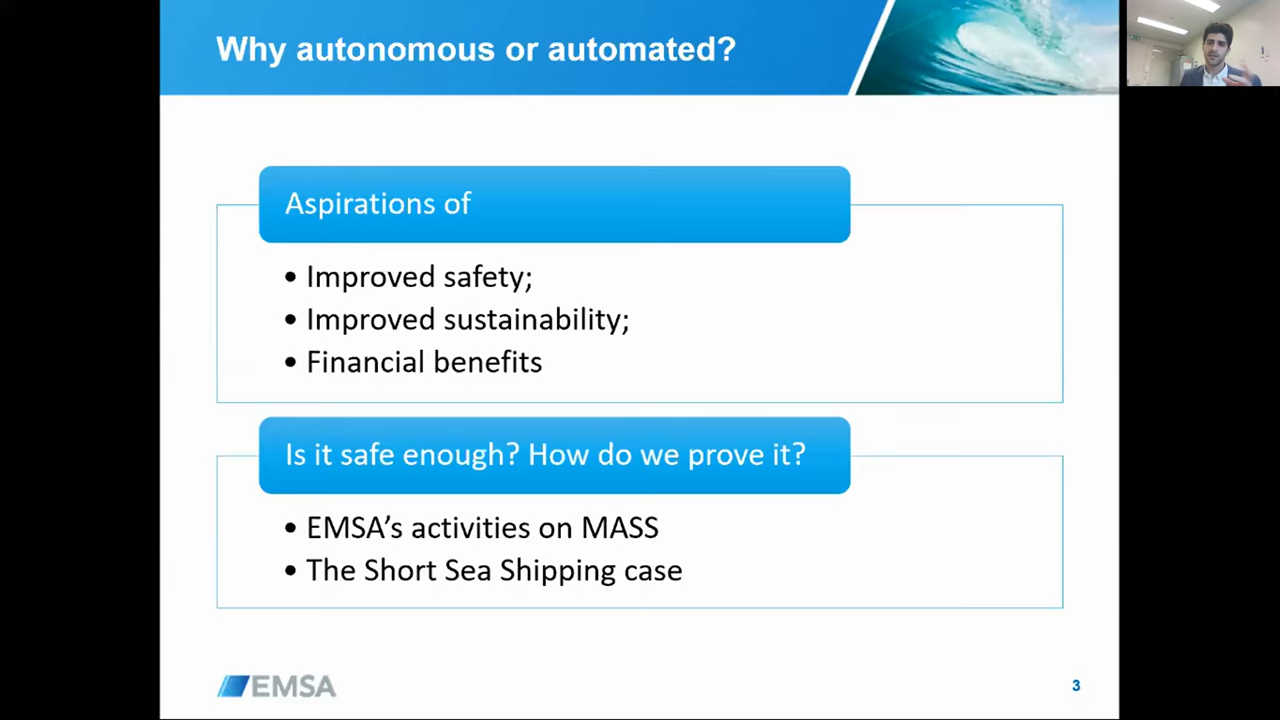 Why autonomous or automated?
Aspirations of
• Improved safety;
• Improved sustainability;
• Financial benefits
Is it safe enough? How do we prove it?
• EMSA’s activities on MASS
• The Short Sea Shipping case
EMSA
3